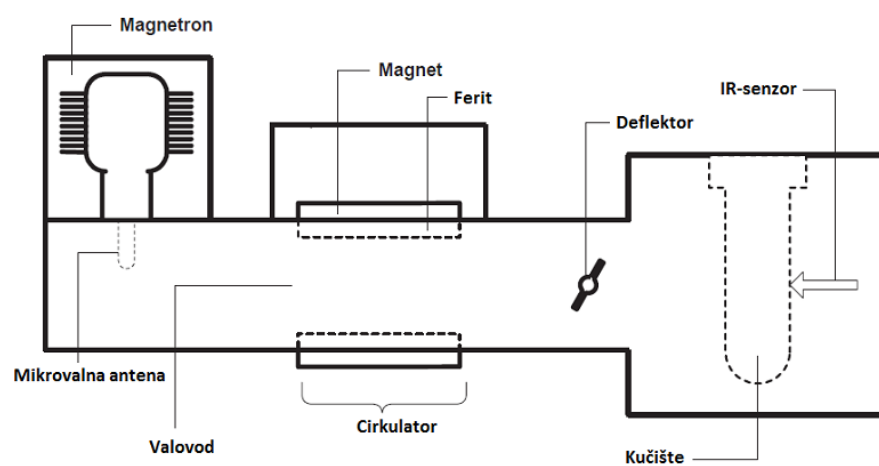 Magnetron
Magnet
Ferit
IR-senzor
Deflektor
Mikrovalna antena
Valovod
Cirkulator
Kučište